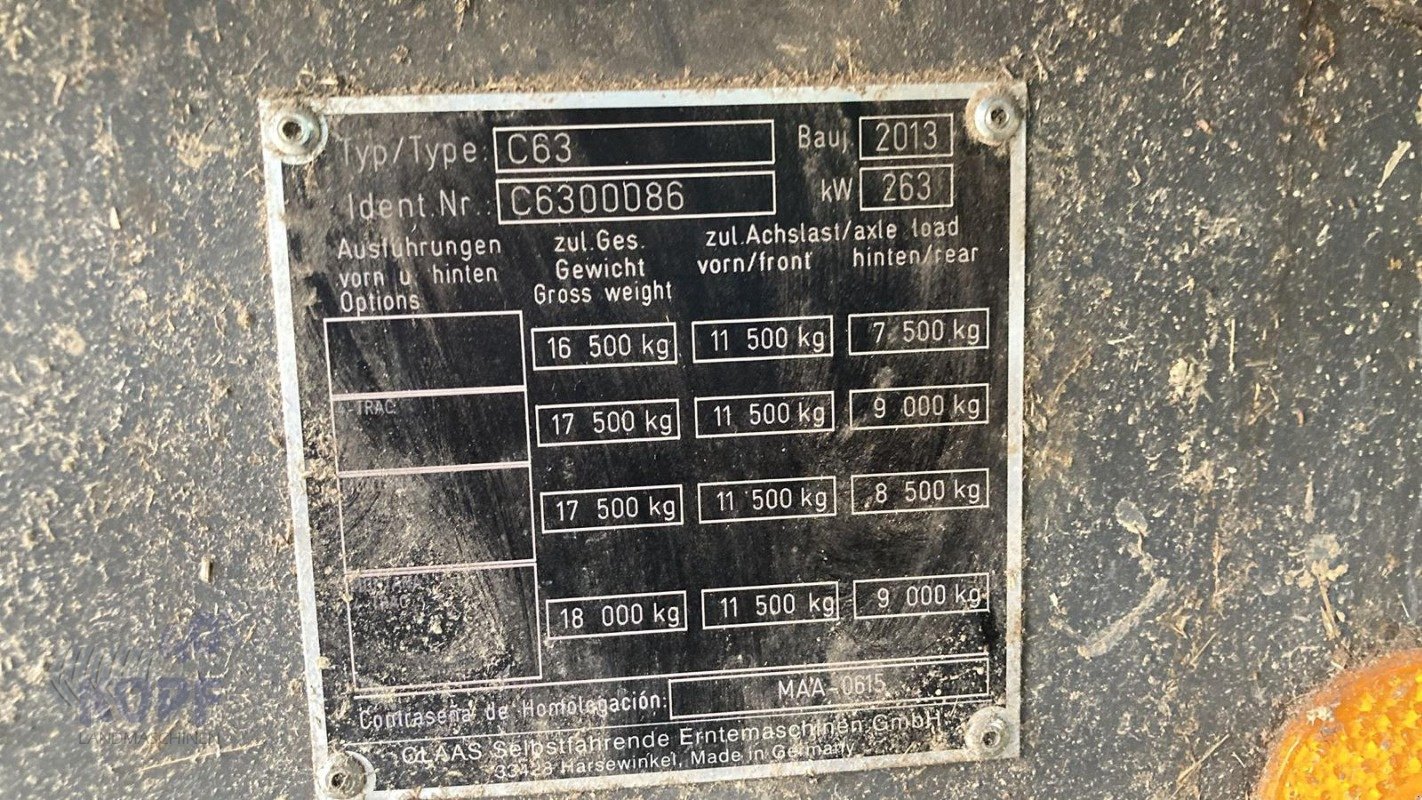 Typ/Type: C63 Bauj. 2013
Ident.Nr.: C6300086 kW 263
Ausführungen vorn u. hinten Options
zul.Ges. Gewicht Gross weight
zul.Achslast/axle load
vorn/front hinten/rear
16 500 kg 11 500 kg 7 500 kg
TRAC 17 500 kg 11 500 kg 9 000 kg
17 500 kg 11 500 kg 8 500 kg
TRAC 18 000 kg 11 500 kg 9 000 kg
Contraseña de Homologación: MAA-0615
CLAAS Selbstfahrende Erntemaschinen GmbH
33428 Harsewinkel, Made in Germany
LANDMASCHINEN